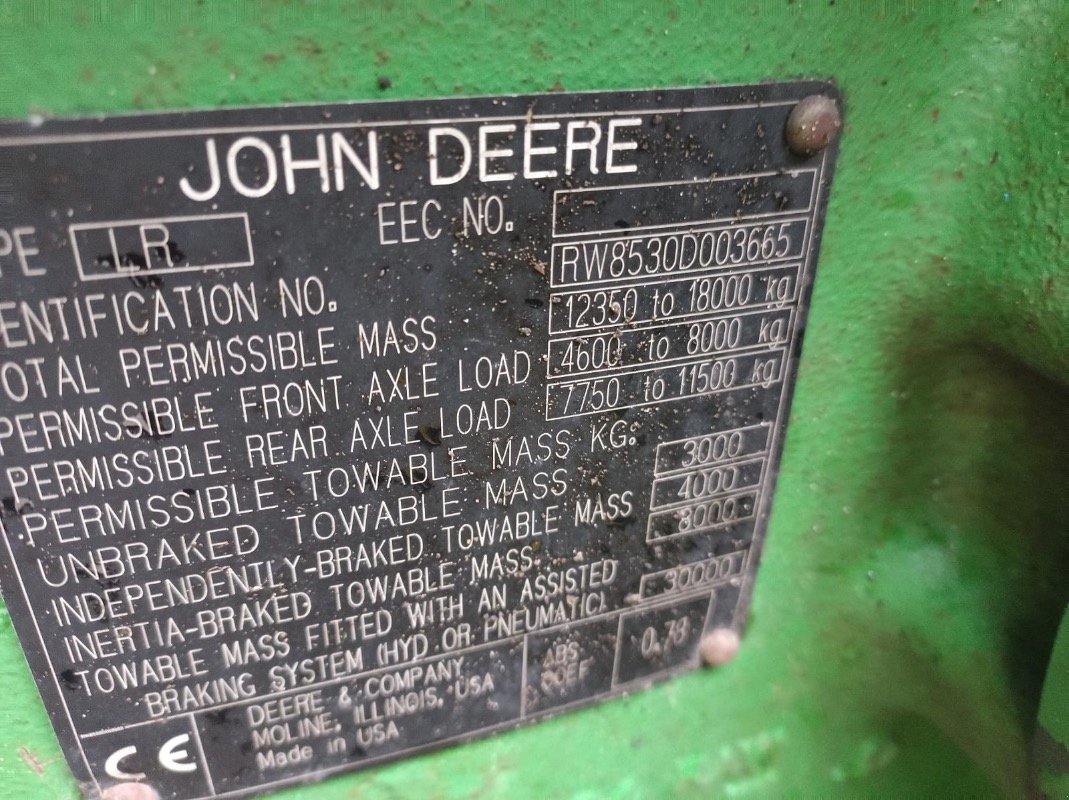 JOHN DEERE
PE LR
EEC NO.
ENTIFICATION NO. RW8530D003665
OTAL PERMISSIBLE MASS 12350 to 18000 kg
PERMISSIBLE FRONT AXLE LOAD 4600 to 8000 kg
PERMISSIBLE REAR AXLE LOAD 7750 to 11500 kg
PERMISSIBLE TOWABLE MASS KG:
UNBRAKED TOWABLE MASS 3000
INDEPENDENTLY-BRAKED TOWABLE MASS 4000
INERTIA-BRAKED TOWABLE MASS. 8000
TOWABLE MASS FITTED WITH AN ASSISTED 30000
BRAKING SYSTEM (HYD OR PNEUMATIC).
CE
DEERE & COMPANY
MOLINE, ILLINOIS, USA
Made in USA
ABS
COEF
0.78